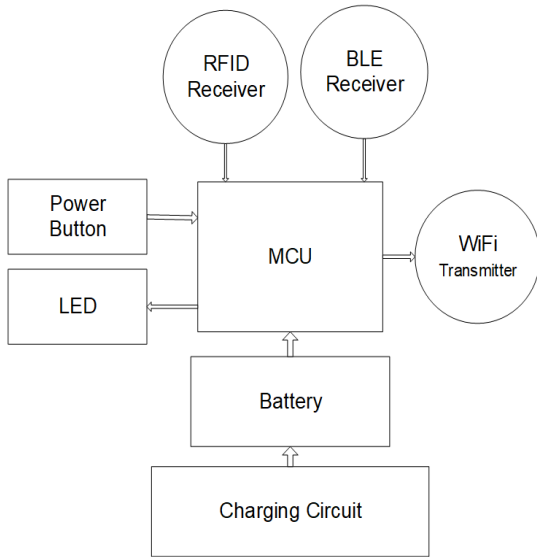 RFID
Receiver
BLE
Receiver
Power
Button
MCU
WiFi
Transmitter
LED
Battery
Charging Circuit